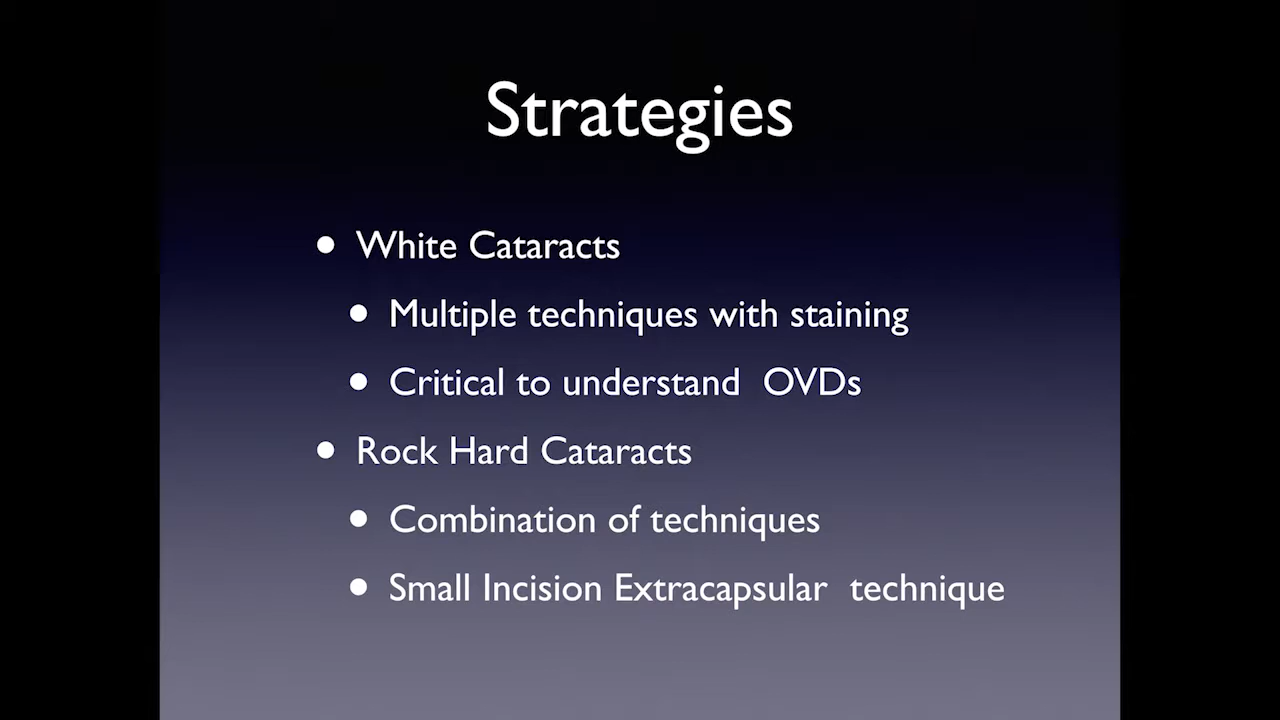 Strategies
• White Cataracts
• Multiple techniques with staining
• Critical to understand OVDs
• Rock Hard Cataracts
• Combination of techniques
• Small Incision Extracapsular technique